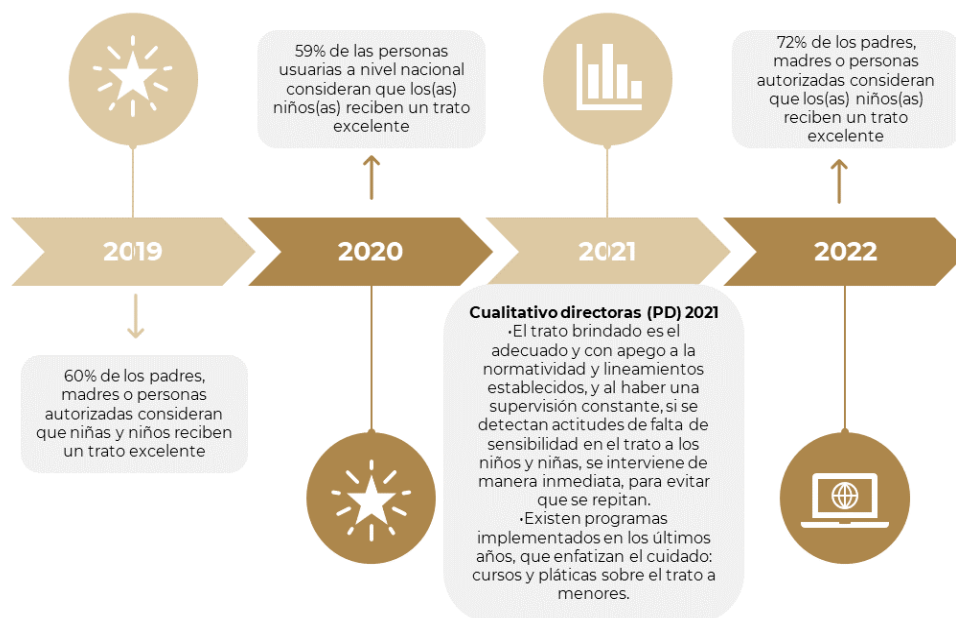 59% de las personas
usuarias a nivel nacional
consideran que los(as)
niños(as) reciben un trato
excelente
72% de los padres,
madres o personas
autorizadas consideran
que los(as) niños(as)
reciben un trato
excelente
2019
2020
2021
2022
60% de los padres,
madres o personas
autorizadas consideran
que niñas y niños reciben
un trato excelente
Cualitativo directoras (PD) 2021
•El trato brindado es el
adecuado y con apego a la
normatividad y lineamientos
establecidos, y al haber una
supervisión constante, si se
detectan actitudes de falta de
sensibilidad en el trato a los
niños y niñas, se interviene de
manera inmediata, para evitar
que se repitan.
•Existen programas
implementados en los últimos
años, que enfatizan el cuidado:
cursos y pláticas sobre el trato a
menores.